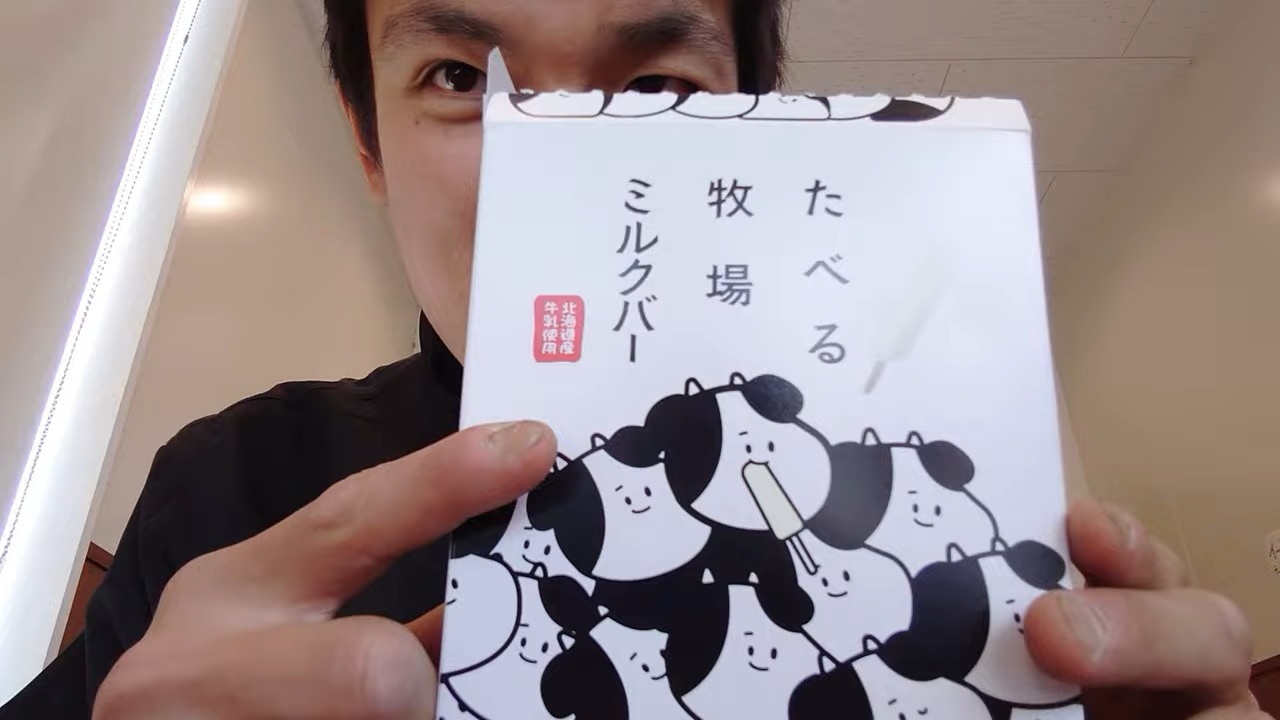 たべる
牧場
ミルクバー
北海道産
牛乳使用